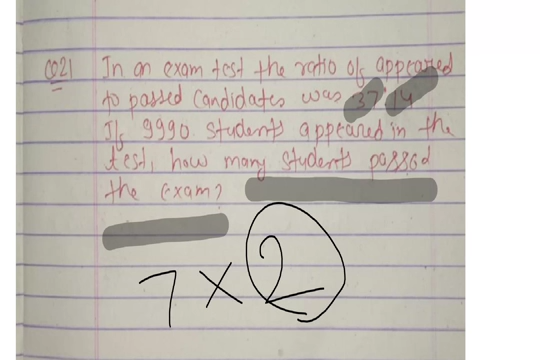 Q21 In an exam test the ratio of appeared
to passed candidates was 37:14
If 9990 students appeared in the
test, how many students passed
the exam?
7 × 2